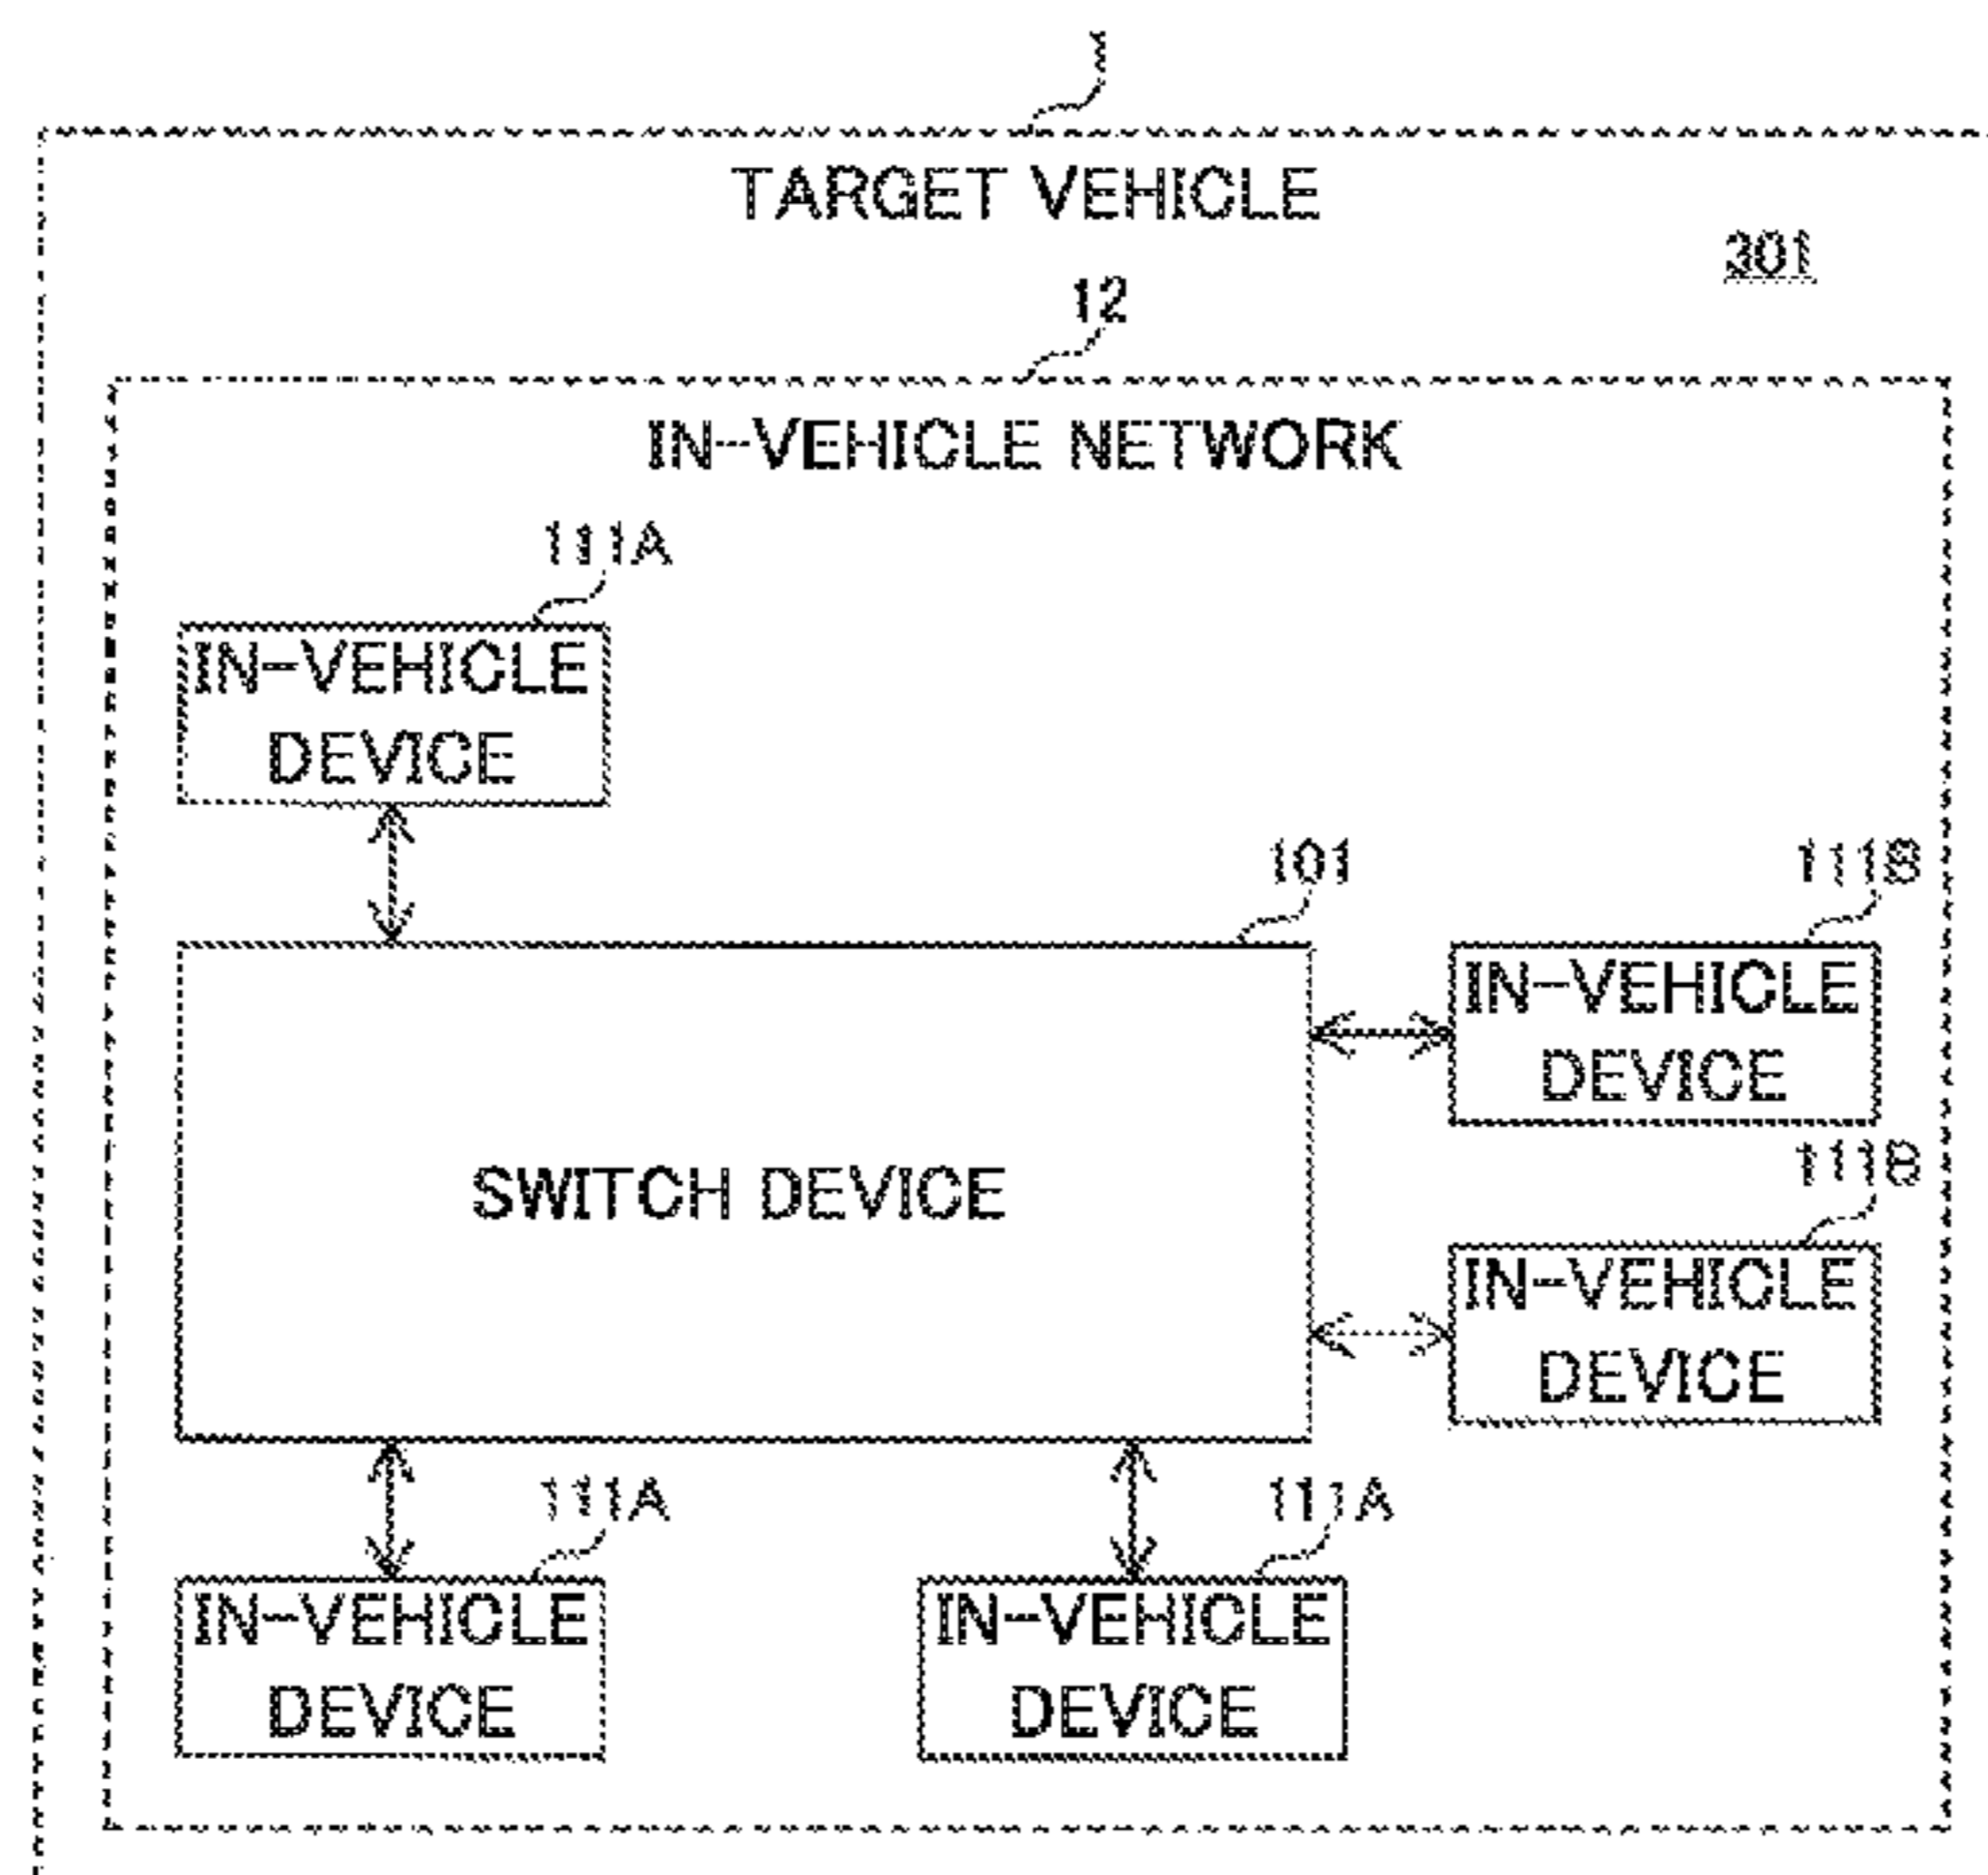 TARGET VEHICLE
301
12
IN-VEHICLE NETWORK
111A
IN-VEHICLE
DEVICE
101
111B
SWITCH DEVICE
IN-VEHICLE
DEVICE
111B
IN-VEHICLE
DEVICE
111A
111A
IN-VEHICLE
DEVICE
IN-VEHICLE
DEVICE